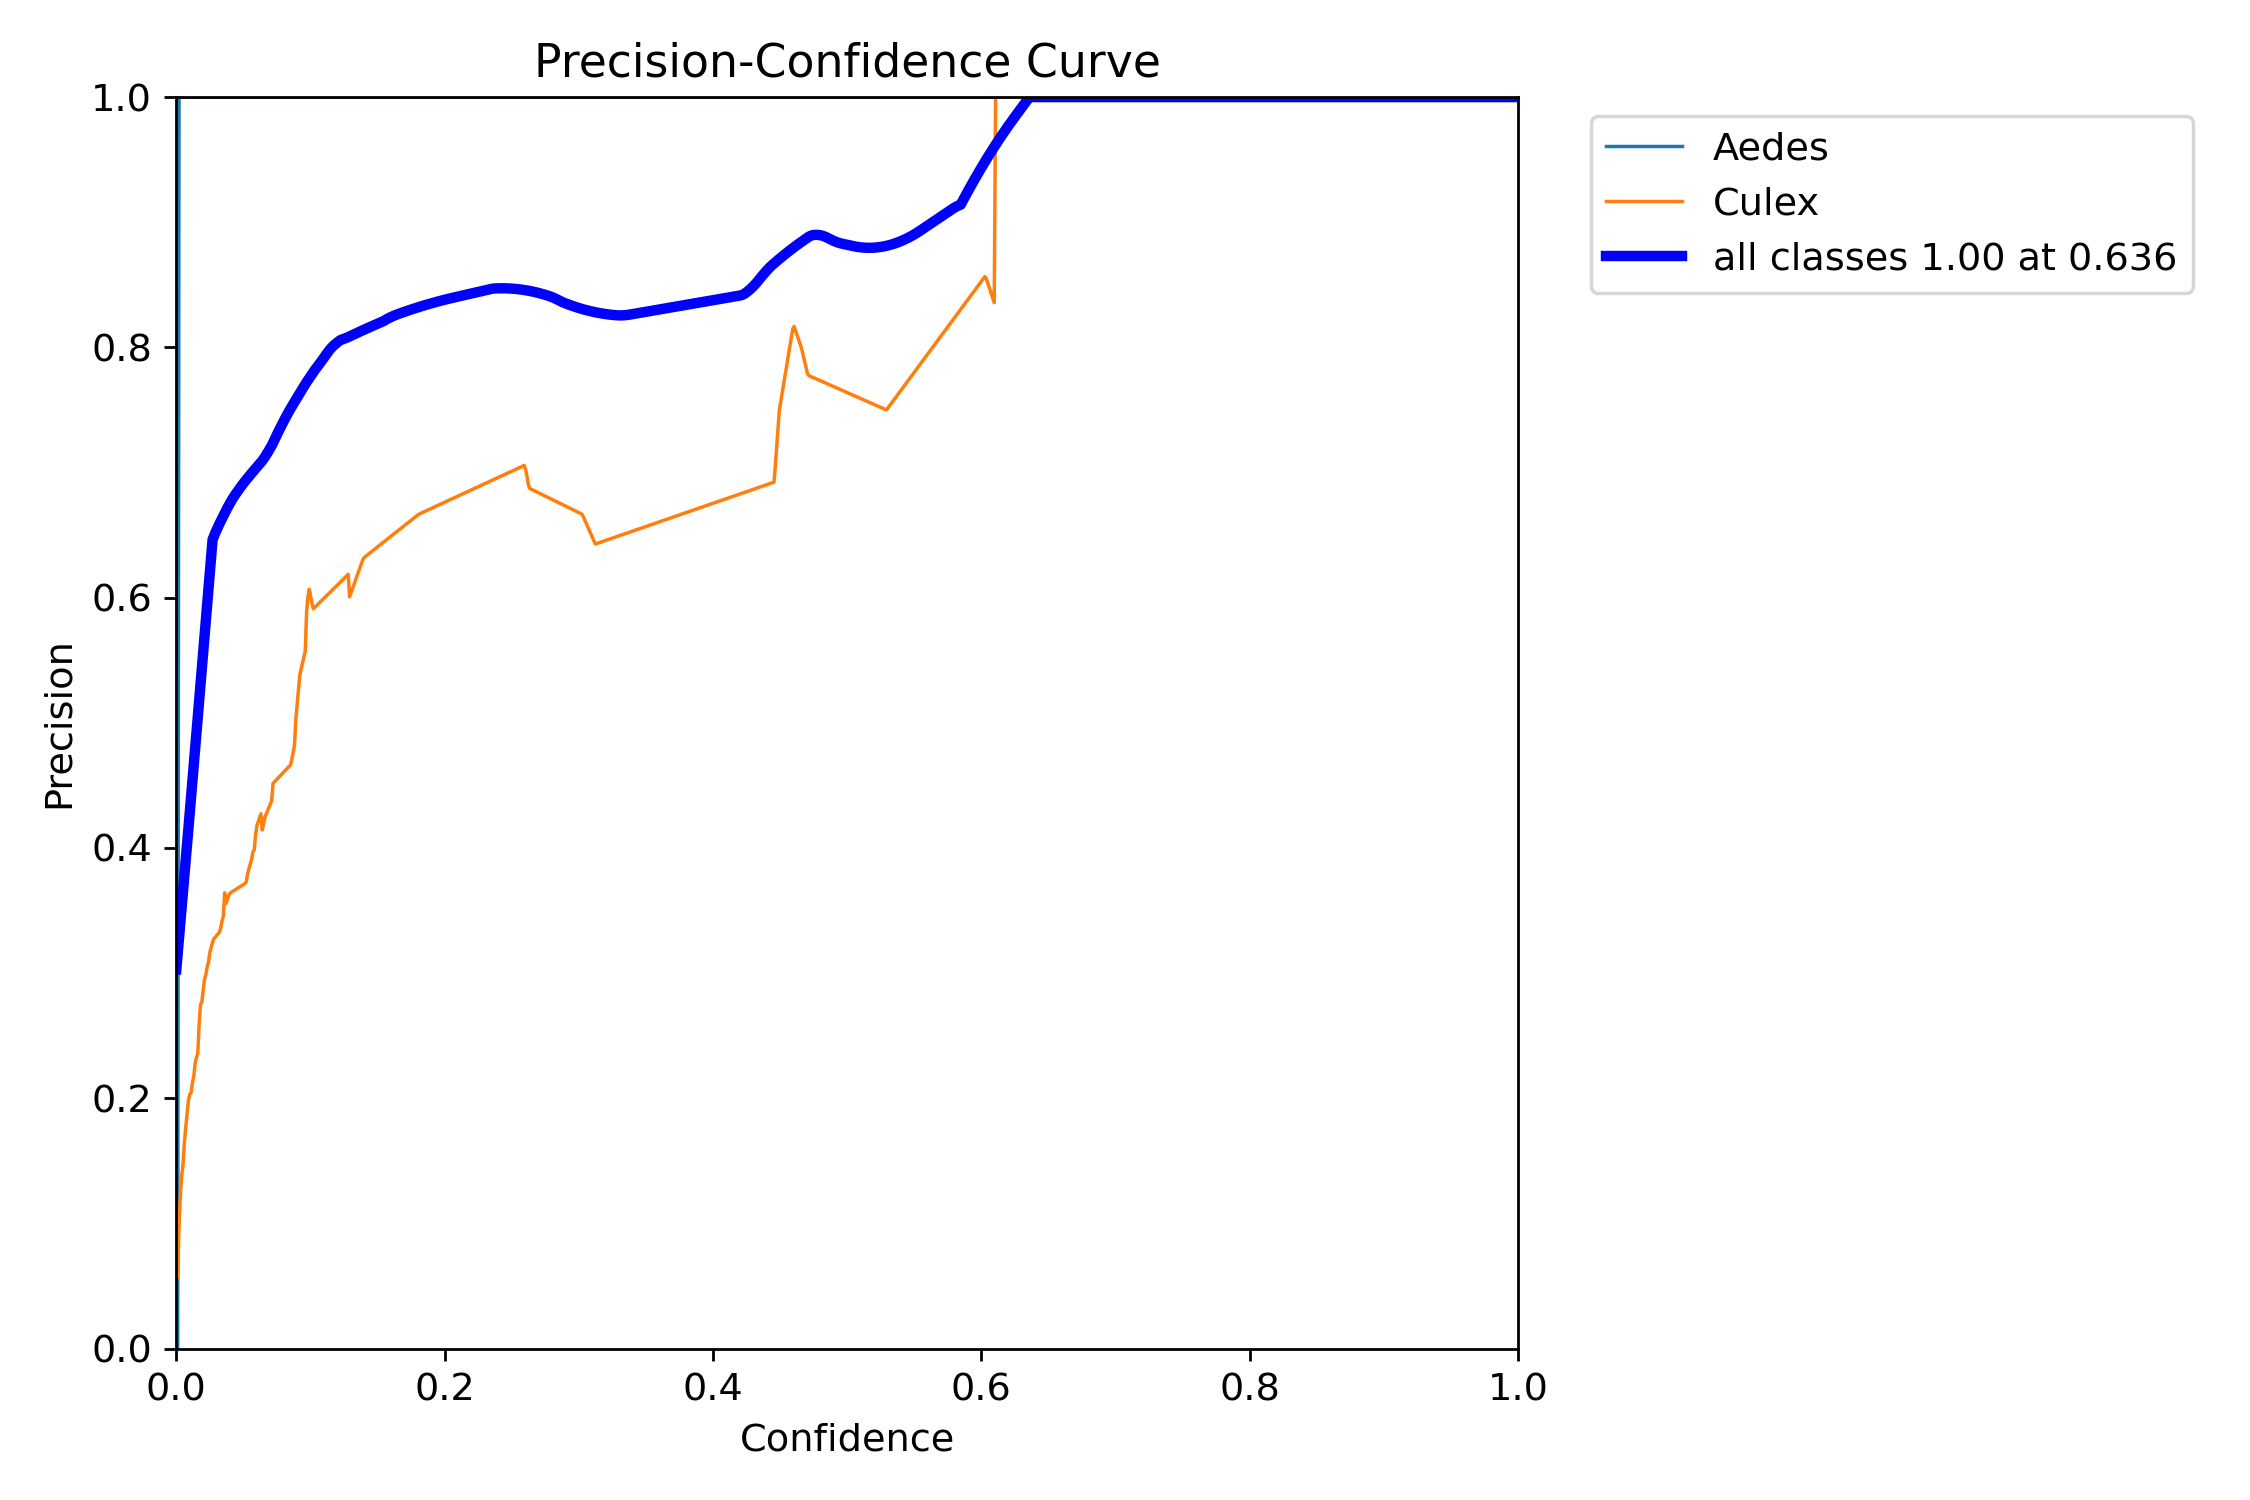 Precision-Confidence Curve
1.0
0.8
0.6
0.4
0.2
0.0
Precision
0.0 0.2 0.4 0.6 0.8 1.0
Confidence
Aedes
Culex
all classes 1.00 at 0.636